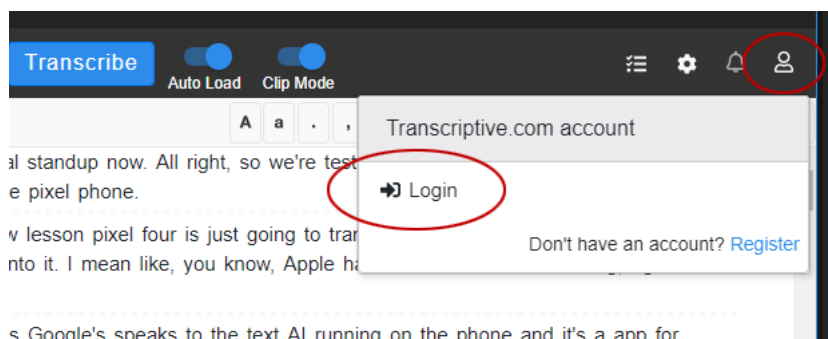 Transcribe
Auto Load
Clip Mode
A a . ,
Transcriptive.com account
Login
Don't have an account? Register
al standup now. All right, so we're test
e pixel phone.
w lesson pixel four is just going to tran
nto it. I mean like, you know, Apple ha
s Google's speaks to the text AI running on the phone and it's a app for